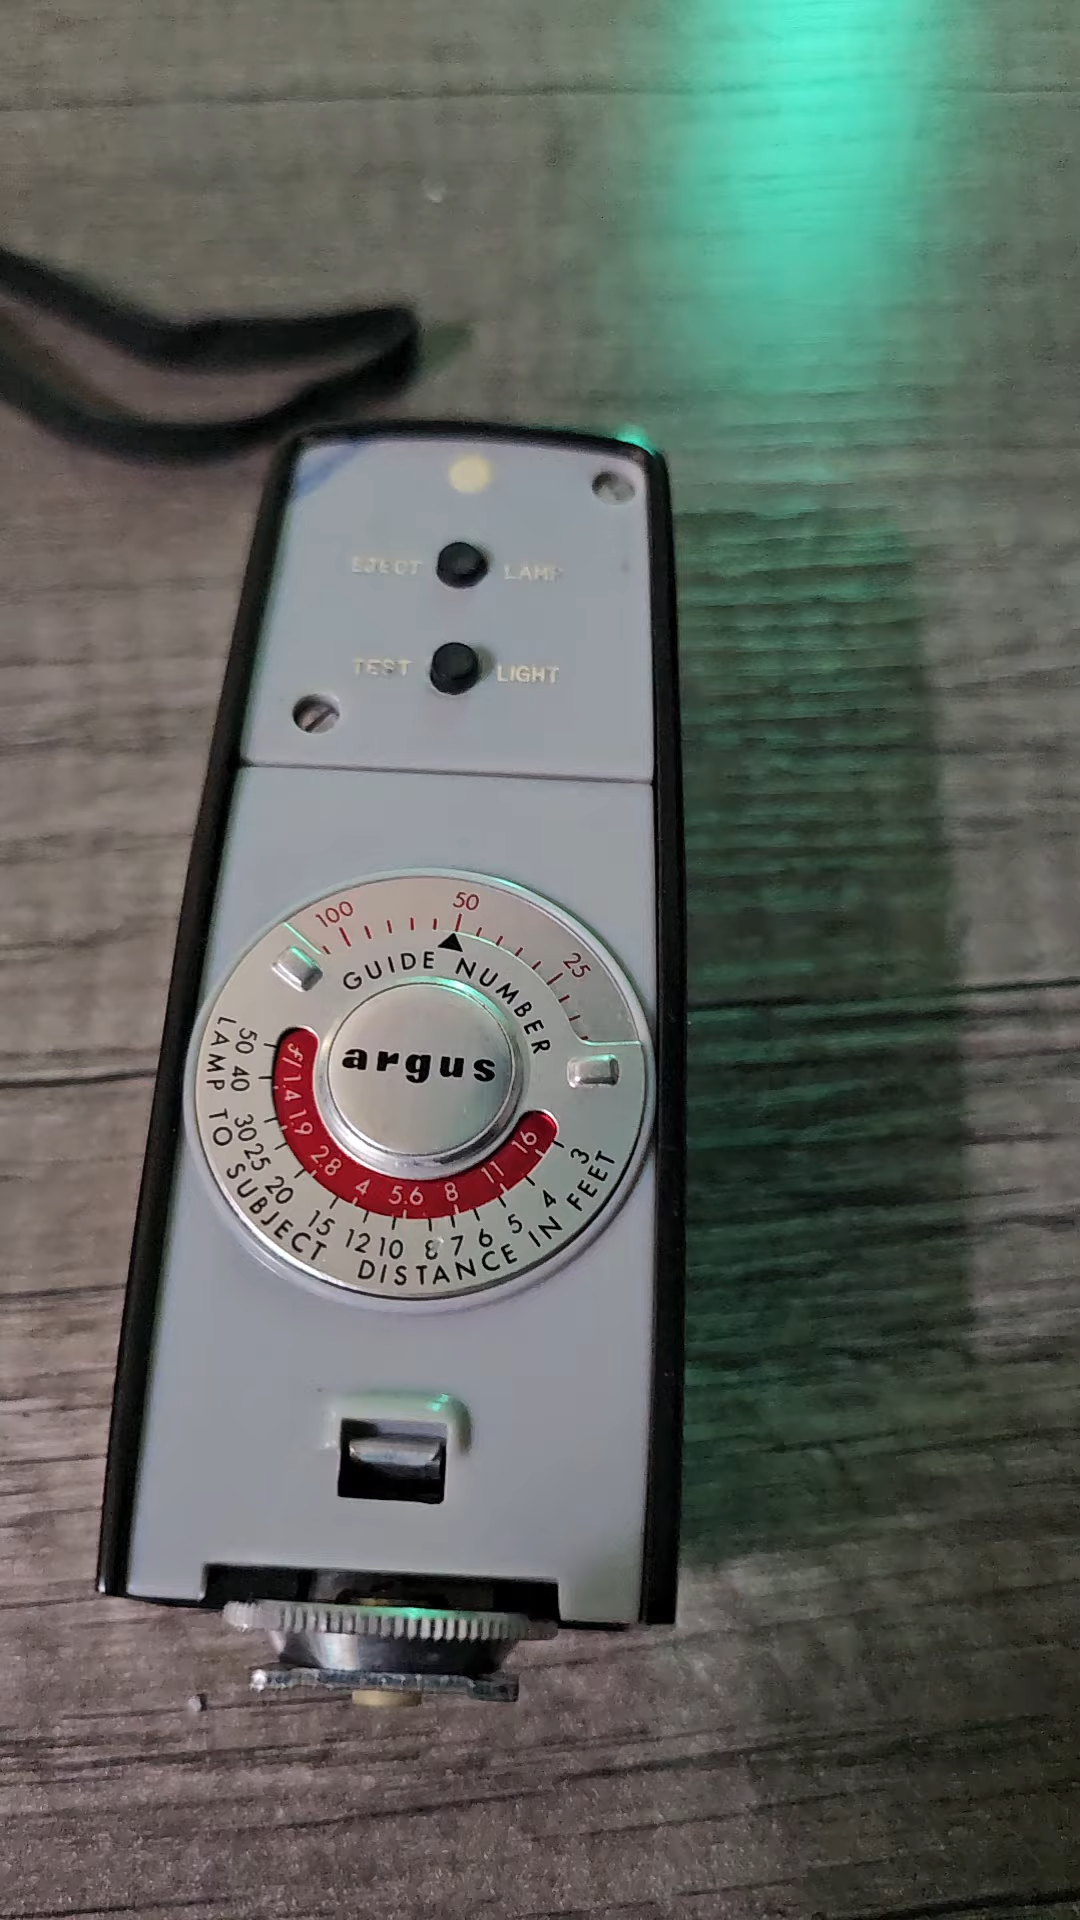 EJECT LAMP
TEST LIGHT
100 50 25
GUIDE NUMBER
argus
f/1.4 1.9 2.8 4 5.6 8 11 16
50 40 30 25 20 15 12 10 8 7 6 5 4 3
LAMP TO SUBJECT DISTANCE IN FEET